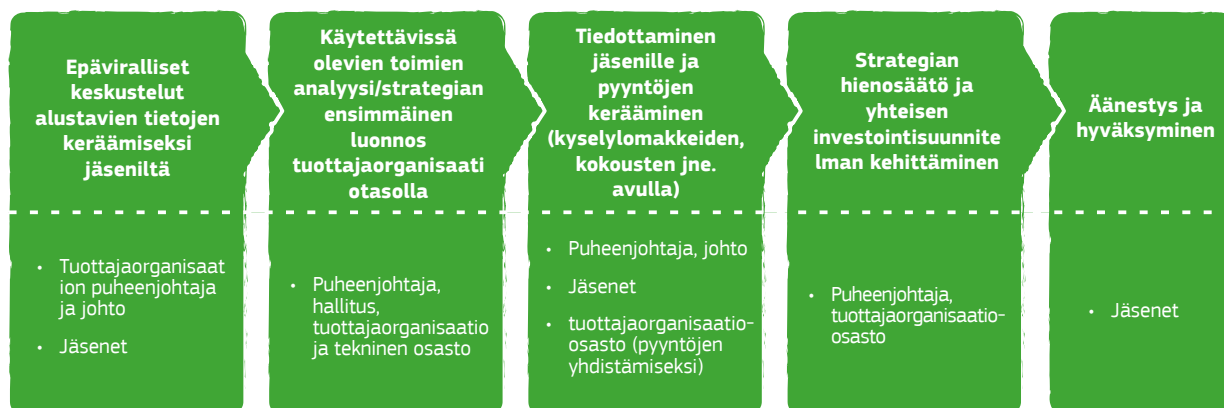 Epäviralliset
keskustelut
alustavien tietojen
keräämiseksi
jäseniltä
• Tuottajaorganisaat
ion puheenjohtaja
ja johto
• Jäsenet
Käytettävissä
olevien toimien
analyysi/strategian
ensimmäinen
luonnos
tuottajaorganisaati
otasolla
• Puheenjohtaja,
hallitus,
tuottajaorganisaatio
ja tekninen osasto
Tiedottaminen
jäsenille ja
pyyntöjen
kerääminen
(kyselylomakkeiden,
kokousten jne.
avulla)
• Puheenjohtaja, johto
• Jäsenet
• tuottajaorganisaatio-
osasto (pyyntöjen
yhdistämiseksi)
Strategian
hienosäätö ja
yhteisen
investointisuunnite
lman kehittäminen
• Puheenjohtaja,
tuottajaorganisaatio-
osasto
Äänestys ja
hyväksyminen
• Jäsenet